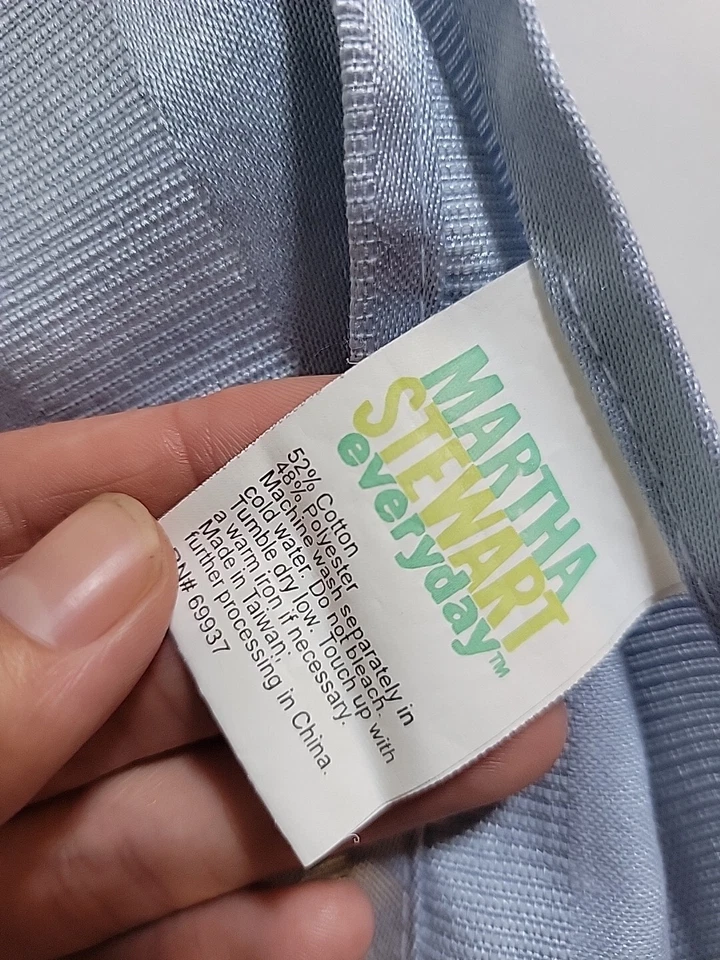 MARTHA
STEWART
everyday™
52% Cotton
48% Polyester
Machine wash separately in
cold water. Do not bleach.
Tumble dry low. Touch up with
a warm iron if necessary.
Made in Taiwan,
further processing in China.
RN# 69937